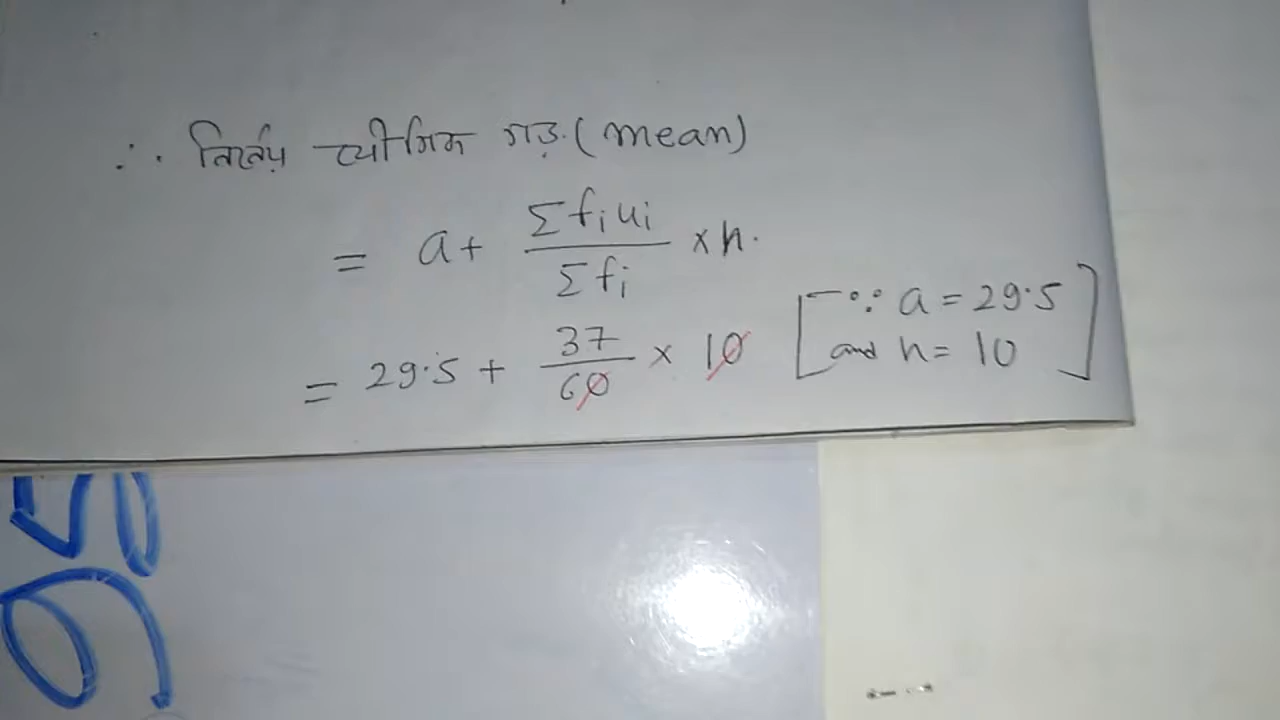 ∴ নির্ণেয় যৌগিক গড় (mean)
= a + Σfᵢuᵢ / Σfᵢ × h.
= 29.5 + 37/60 × 10 [∵ a = 29.5
and h = 10]